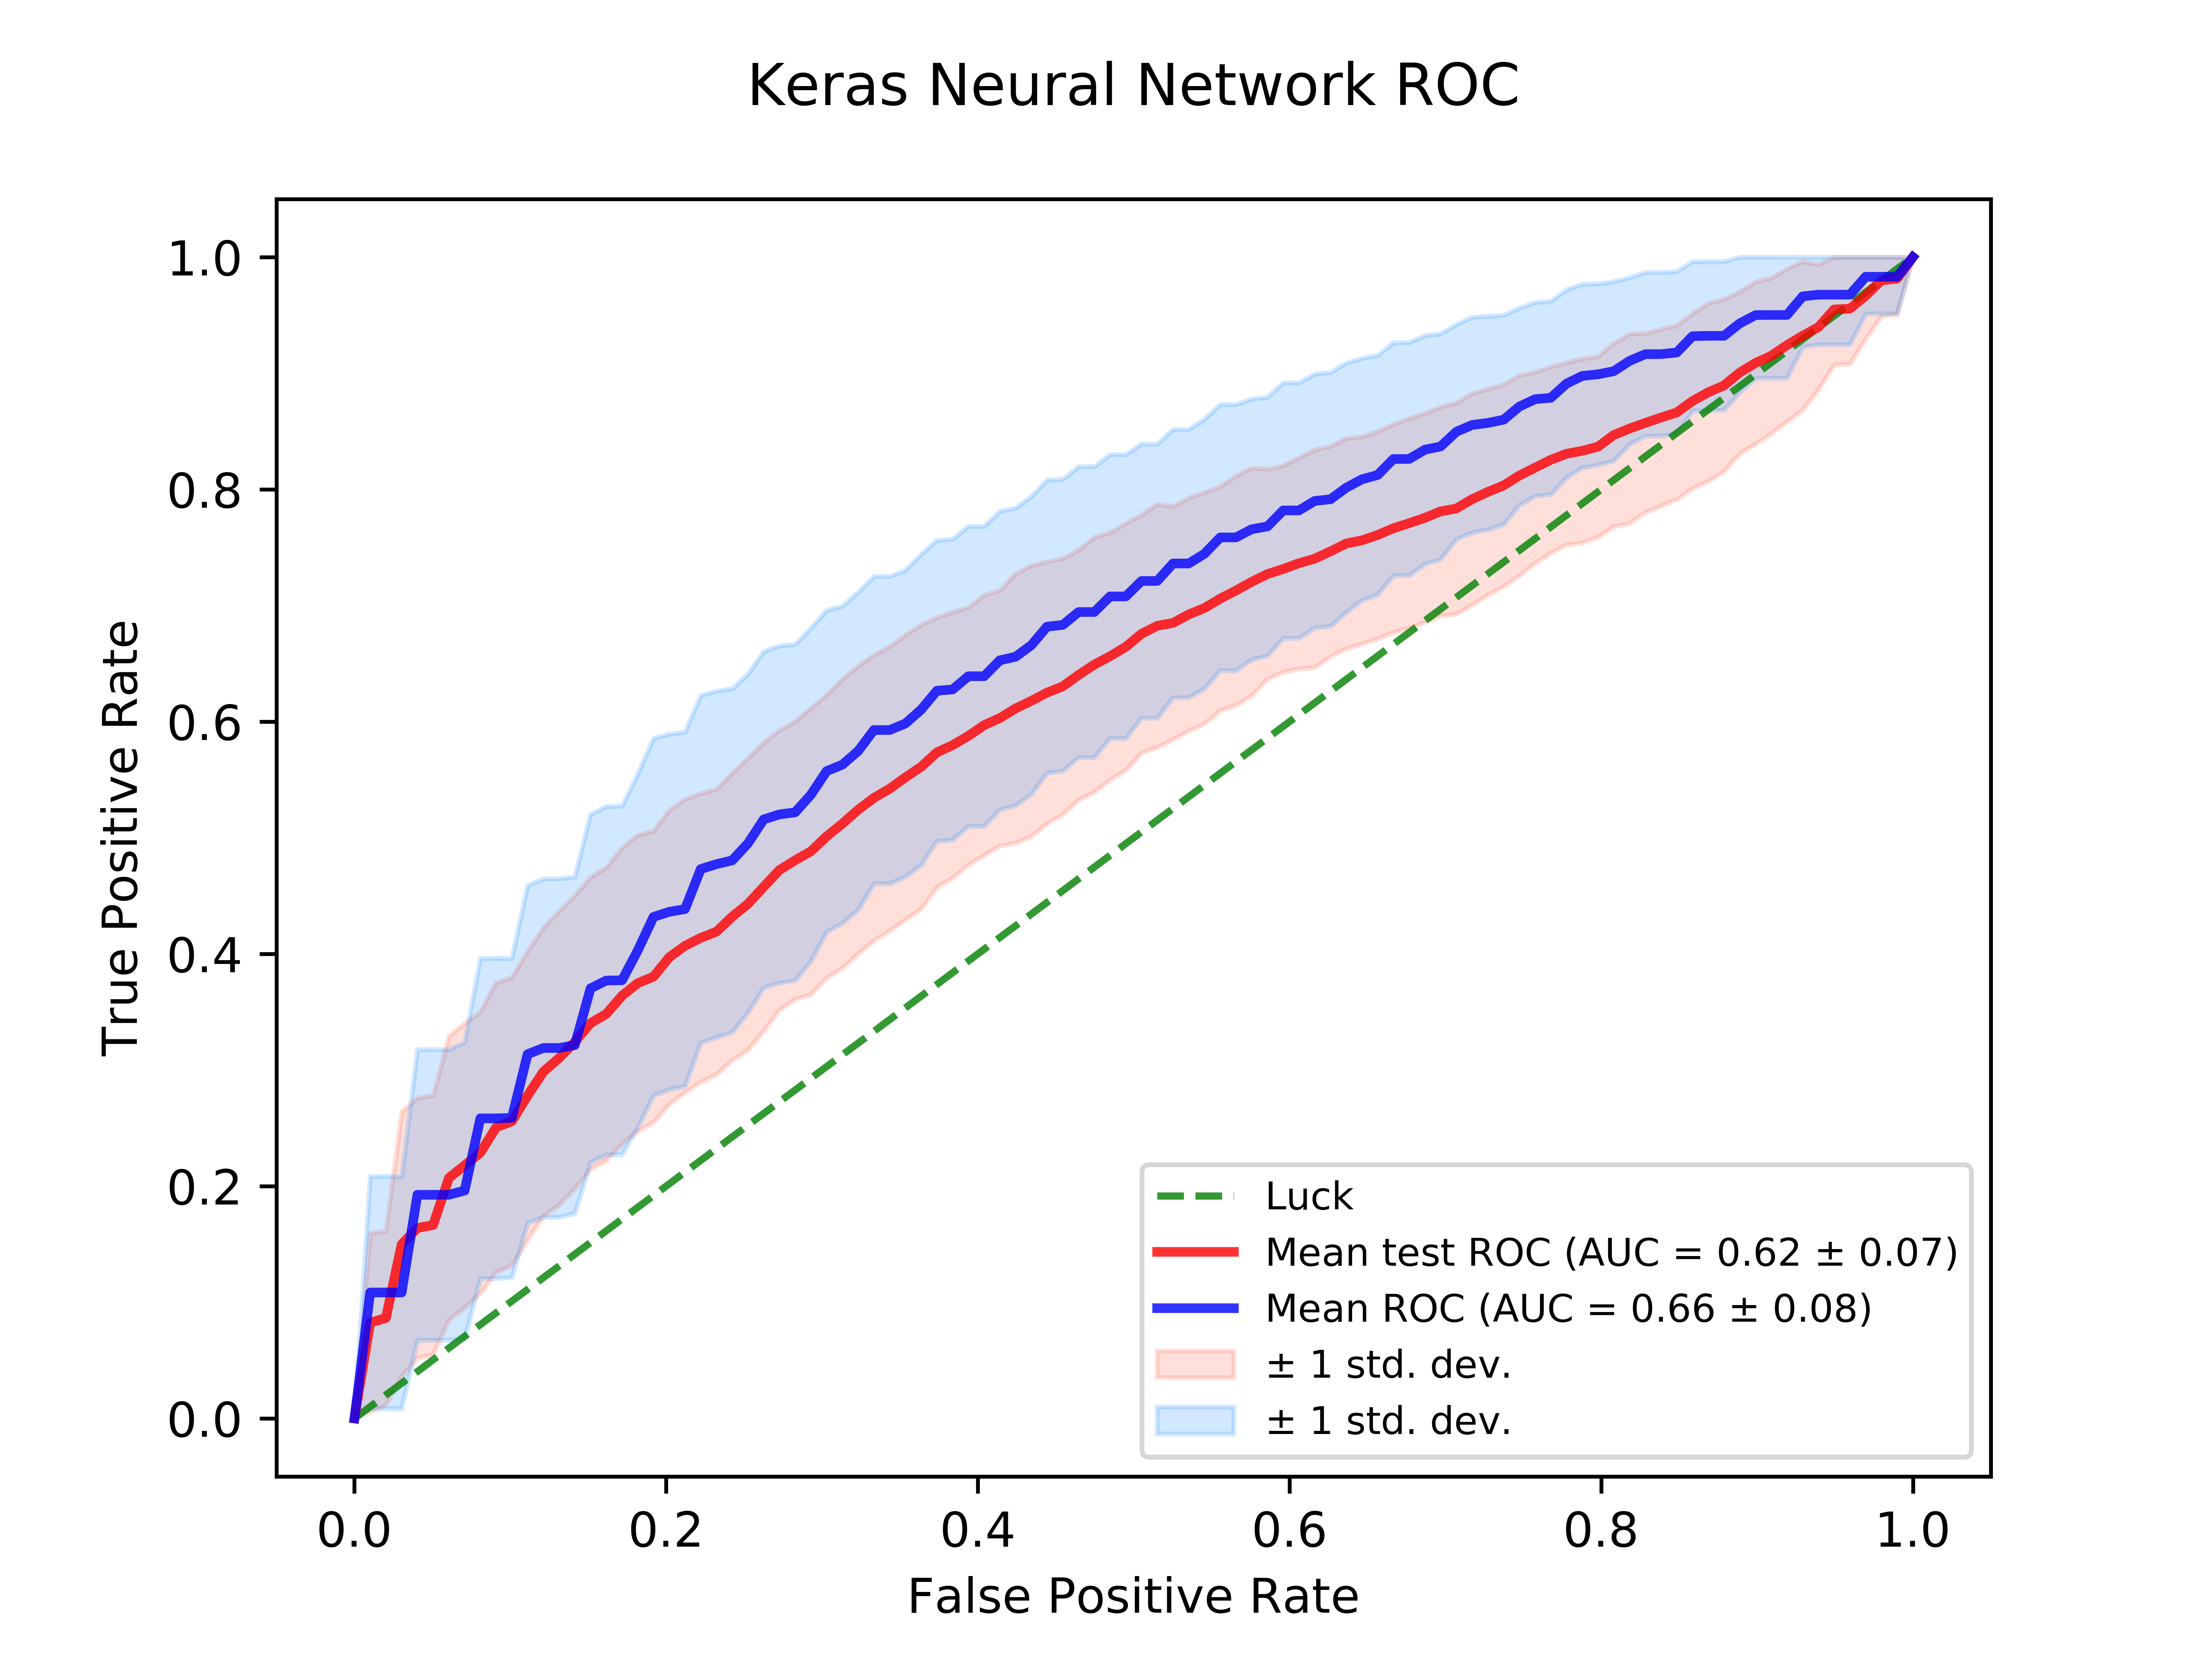 Keras Neural Network ROC
1.0
0.8
0.6
0.4
0.2
0.0
True Positive Rate
Luck
Mean test ROC (AUC = 0.62 ± 0.07)
Mean ROC (AUC = 0.66 ± 0.08)
± 1 std. dev.
± 1 std. dev.
0.0 0.2 0.4 0.6 0.8 1.0
False Positive Rate